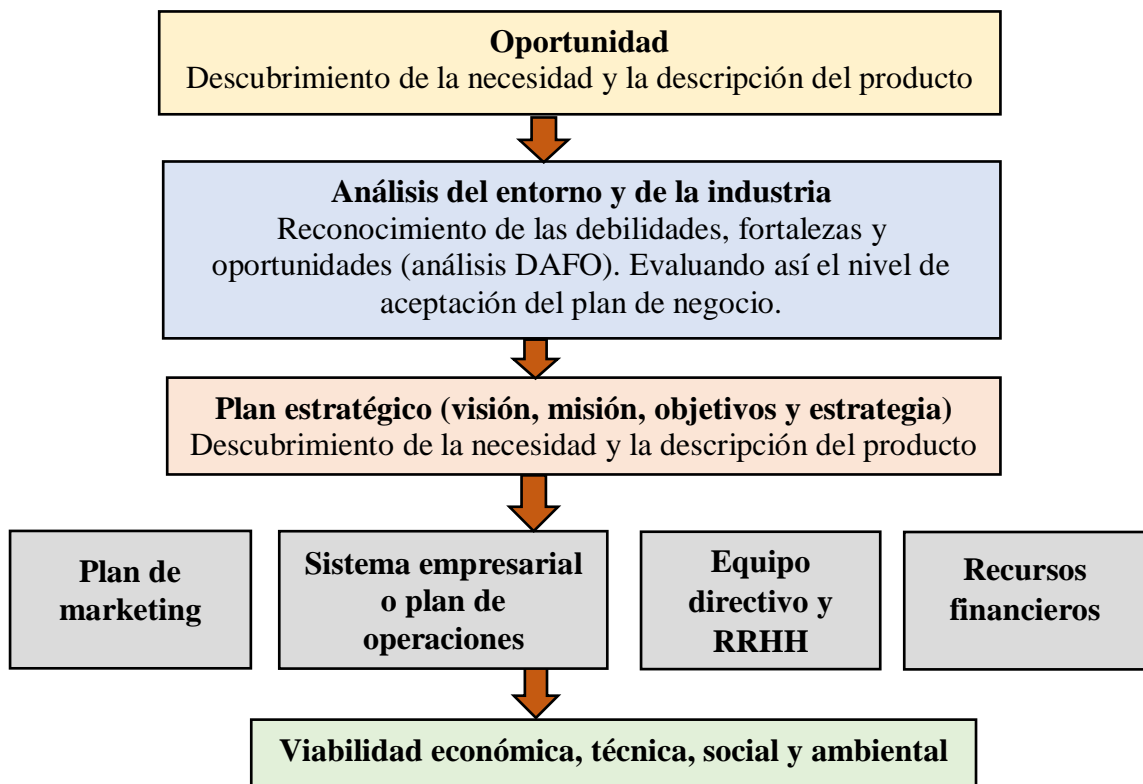 Oportunidad
Descubrimiento de la necesidad y la descripción del producto
Análisis del entorno y de la industria
Reconocimiento de las debilidades, fortalezas y
oportunidades (análisis DAFO). Evaluando así el nivel de
aceptación del plan de negocio.
Plan estratégico (visión, misión, objetivos y estrategia)
Descubrimiento de la necesidad y la descripción del producto
Plan de
marketing
Sistema empresarial
o plan de
operaciones
Equipo
directivo y
RRHH
Recursos
financieros
Viabilidad económica, técnica, social y ambiental